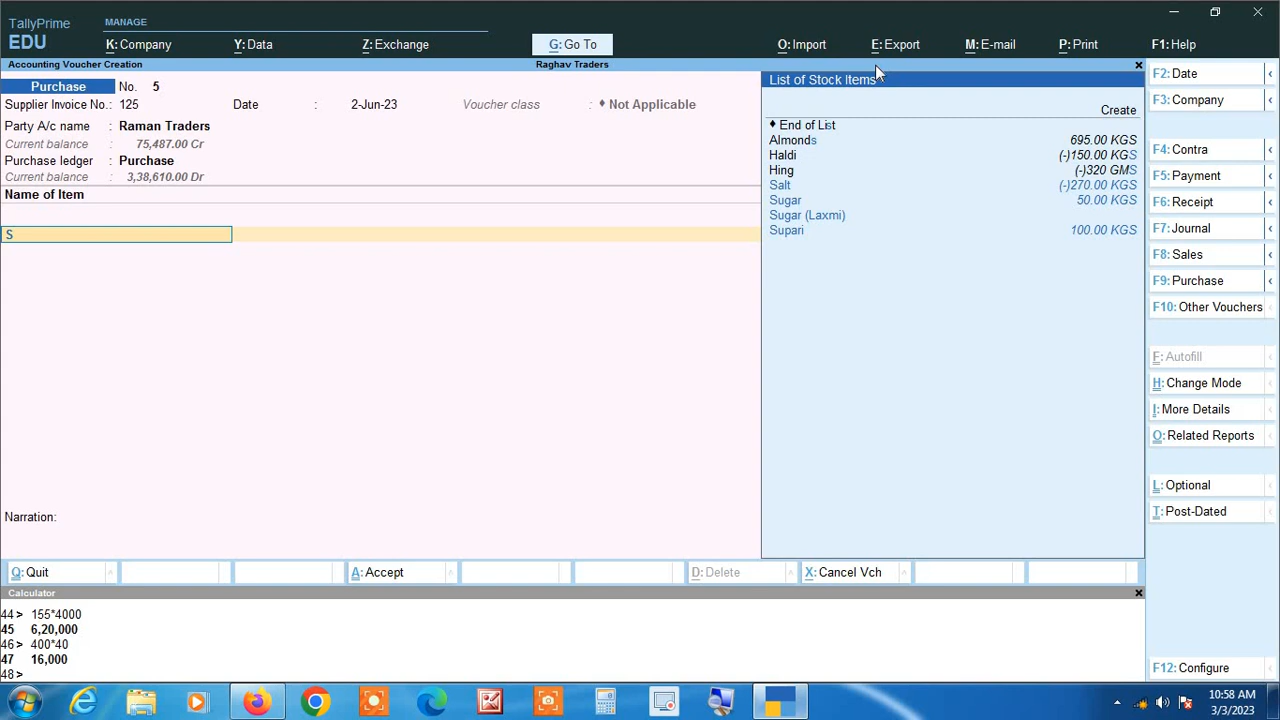 TallyPrime
EDU
MANAGE
K: Company
Y: Data
Z: Exchange
G: Go To
O: Import
E: Export
M: E-mail
P: Print
F1: Help
Accounting Voucher Creation
Raghav Traders
Purchase No. 5
Supplier Invoice No.: 125 Date : 2-Jun-23 Voucher class : ♦ Not Applicable
Party A/c name : Raman Traders
Current balance : 75,487.00 Cr
Purchase ledger : Purchase
Current balance : 3,38,610.00 Dr
Name of Item
S
Narration:
List of Stock Items
Create
♦ End of List
Almonds 695.00 KGS
Haldi (-)150.00 KGS
Hing (-)320 GMS
Salt (-)270.00 KGS
Sugar 50.00 KGS
Sugar (Laxmi)
Supari 100.00 KGS
F2: Date
F3: Company
F4: Contra
F5: Payment
F6: Receipt
F7: Journal
F8: Sales
F9: Purchase
F10: Other Vouchers
F: Autofill
H: Change Mode
I: More Details
O: Related Reports
L: Optional
T: Post-Dated
F12: Configure
Q: Quit
A: Accept
D: Delete
X: Cancel Vch
Calculator
44> 155*4000
45 6,20,000
46> 400*40
47 16,000
48>
10:58 AM
3/3/2023